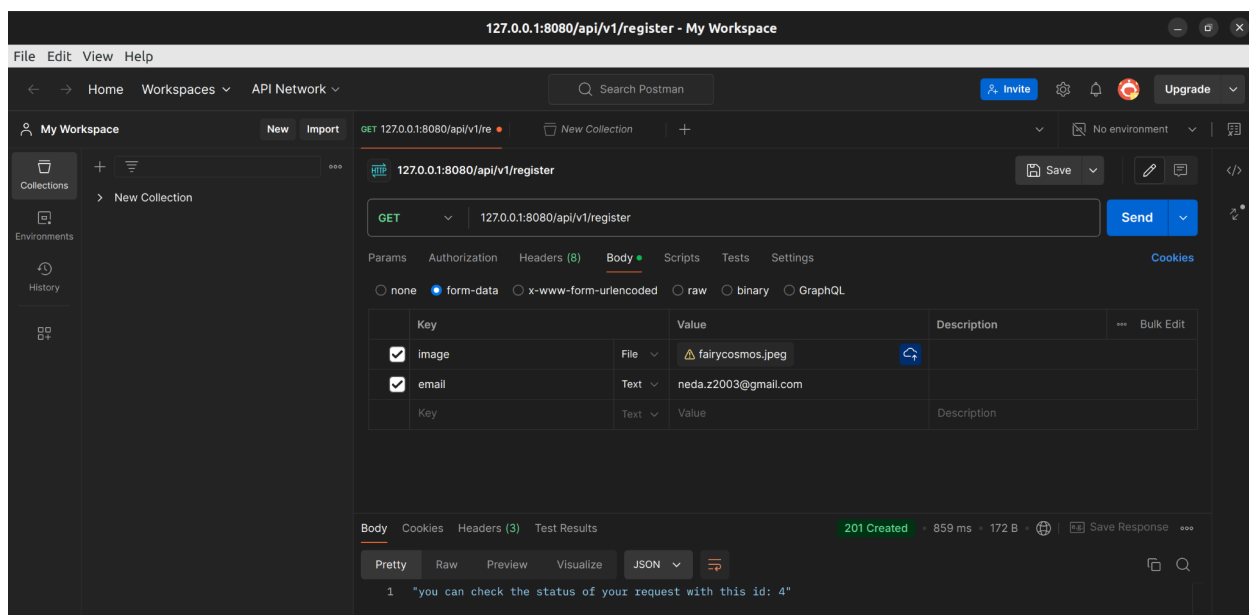 127.0.0.1:8080/api/v1/register - My Workspace
File Edit View Help
Home Workspaces API Network Search Postman Invite Upgrade
My Workspace New Import GET 127.0.0.1:8080/api/v1/re New Collection No environment
Collections
New Collection
Environments
History
HTTP 127.0.0.1:8080/api/v1/register Save
GET 127.0.0.1:8080/api/v1/register Send
Params Authorization Headers (8) Body Scripts Tests Settings Cookies
none form-data x-www-form-urlencoded raw binary GraphQL
Key Value Description Bulk Edit
image File fairycosmos.jpeg
email Text neda.z2003@gmail.com
Key Text Value Description
Body Cookies Headers (3) Test Results 201 Created 859 ms 172 B e.g. Save Response
Pretty Raw Preview Visualize JSON
1 "you can check the status of your request with this id: 4"